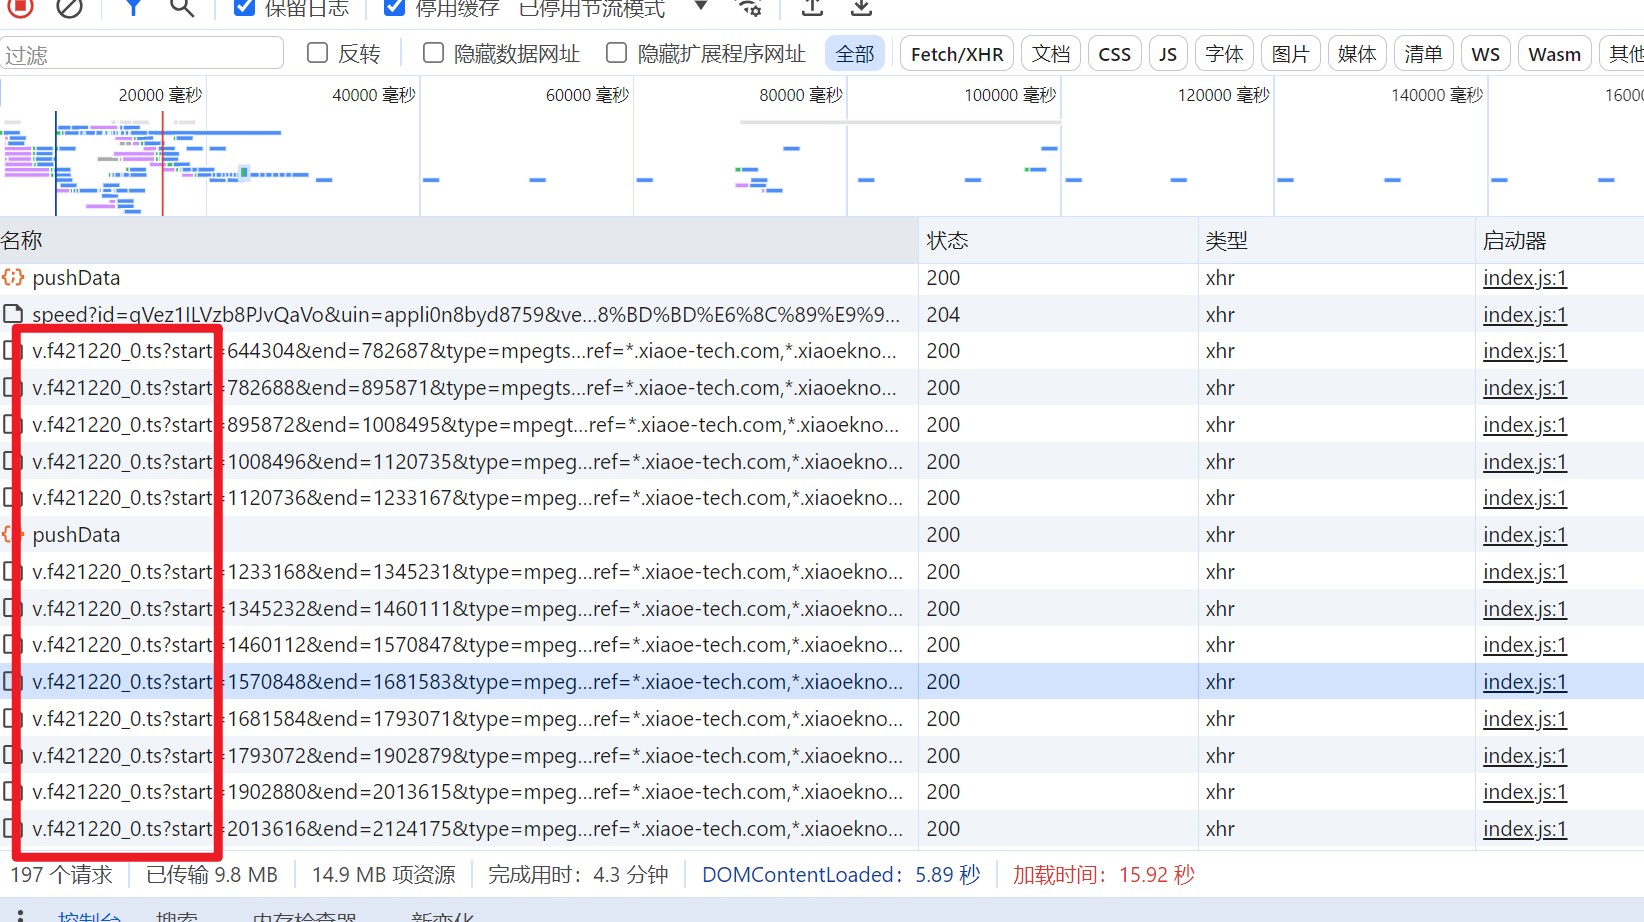 保留日志 停用缓存 已停用节流模式
过滤 反转 隐藏数据网址 隐藏扩展程序网址 全部 Fetch/XHR 文档 CSS JS 字体 图片 媒体 清单 WS Wasm 其他
20000 毫秒 40000 毫秒 60000 毫秒 80000 毫秒 100000 毫秒 120000 毫秒 140000 毫秒 1600
名称 状态 类型 启动器
pushData 200 xhr index.js:1
speed?id=qVez1ILVzb8PJvQaVo&uin=appli0n8byd8759&ve...8%BD%BD%E6%8C%89%E9%9... 204 xhr index.js:1
v.f421220_0.ts?start=644304&end=782687&type=mpegts...ref=*.xiaoe-tech.com,*.xiaoekno... 200 xhr index.js:1
v.f421220_0.ts?start=782688&end=895871&type=mpegts...ref=*.xiaoe-tech.com,*.xiaoekno... 200 xhr index.js:1
v.f421220_0.ts?start=895872&end=1008495&type=mpegt...ref=*.xiaoe-tech.com,*.xiaoekno... 200 xhr index.js:1
v.f421220_0.ts?start=1008496&end=1120735&type=mpeg...ref=*.xiaoe-tech.com,*.xiaoekno... 200 xhr index.js:1
v.f421220_0.ts?start=1120736&end=1233167&type=mpeg...ref=*.xiaoe-tech.com,*.xiaoekno... 200 xhr index.js:1
pushData 200 xhr index.js:1
v.f421220_0.ts?start=1233168&end=1345231&type=mpeg...ref=*.xiaoe-tech.com,*.xiaoekno... 200 xhr index.js:1
v.f421220_0.ts?start=1345232&end=1460111&type=mpeg...ref=*.xiaoe-tech.com,*.xiaoekno... 200 xhr index.js:1
v.f421220_0.ts?start=1460112&end=1570847&type=mpeg...ref=*.xiaoe-tech.com,*.xiaoekno... 200 xhr index.js:1
v.f421220_0.ts?start=1570848&end=1681583&type=mpeg...ref=*.xiaoe-tech.com,*.xiaoekno... 200 xhr index.js:1
v.f421220_0.ts?start=1681584&end=1793071&type=mpeg...ref=*.xiaoe-tech.com,*.xiaoekno... 200 xhr index.js:1
v.f421220_0.ts?start=1793072&end=1902879&type=mpeg...ref=*.xiaoe-tech.com,*.xiaoekno... 200 xhr index.js:1
v.f421220_0.ts?start=1902880&end=2013615&type=mpeg...ref=*.xiaoe-tech.com,*.xiaoekno... 200 xhr index.js:1
v.f421220_0.ts?start=2013616&end=2124175&type=mpeg...ref=*.xiaoe-tech.com,*.xiaoekno... 200 xhr index.js:1
197 个请求 已传输 9.8 MB 14.9 MB 项资源 完成用时：4.3 分钟 DOMContentLoaded：5.89 秒 加载时间：15.92 秒
控制台 搜索 内存检查器 新变化